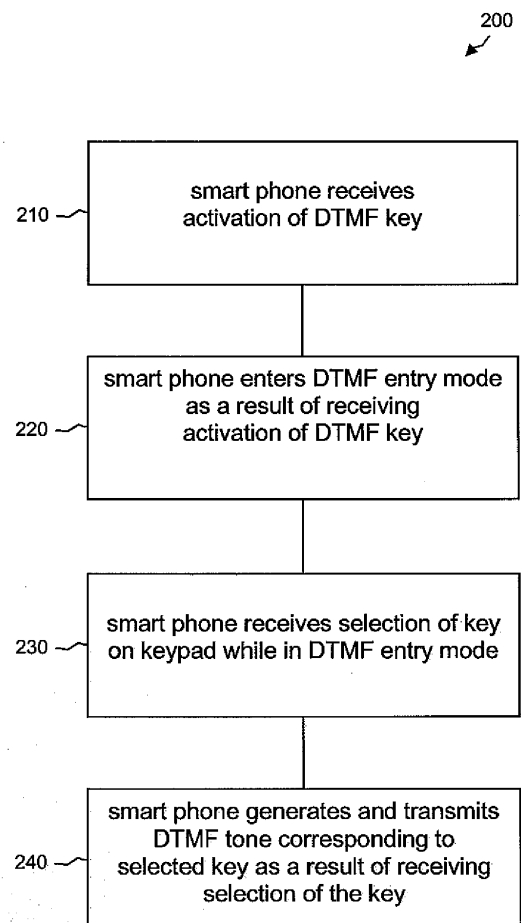 200
210
smart phone receives
activation of DTMF key
220
smart phone enters DTMF entry mode
as a result of receiving
activation of DTMF key
230
smart phone receives selection of key
on keypad while in DTMF entry mode
240
smart phone generates and transmits
DTMF tone corresponding to
selected key as a result of receiving
selection of the key